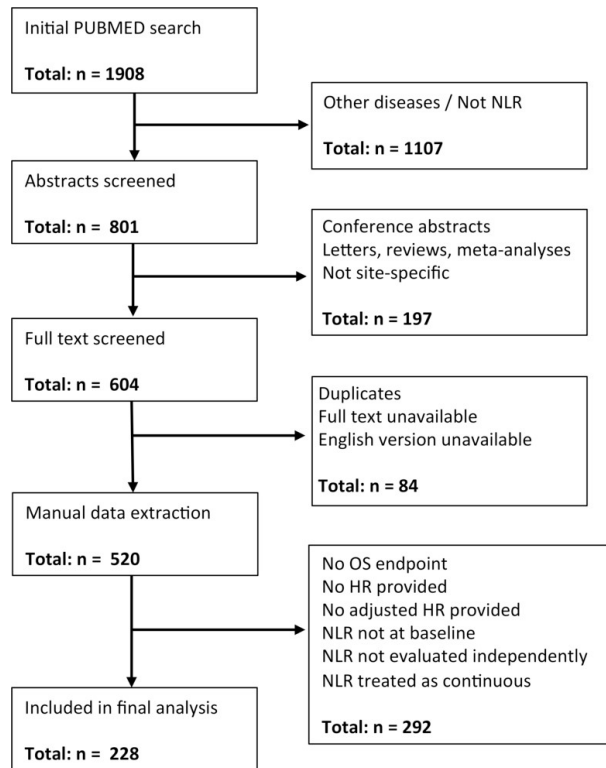 Initial PUBMED search
Total: n = 1908
Other diseases / Not NLR
Total: n = 1107
Abstracts screened
Total: n = 801
Conference abstracts
Letters, reviews, meta-analyses
Not site-specific
Total: n = 197
Full text screened
Total: n = 604
Duplicates
Full text unavailable
English version unavailable
Total: n = 84
Manual data extraction
Total: n = 520
No OS endpoint
No HR provided
No adjusted HR provided
NLR not at baseline
NLR not evaluated independently
NLR treated as continuous
Total: n = 292
Included in final analysis
Total: n = 228